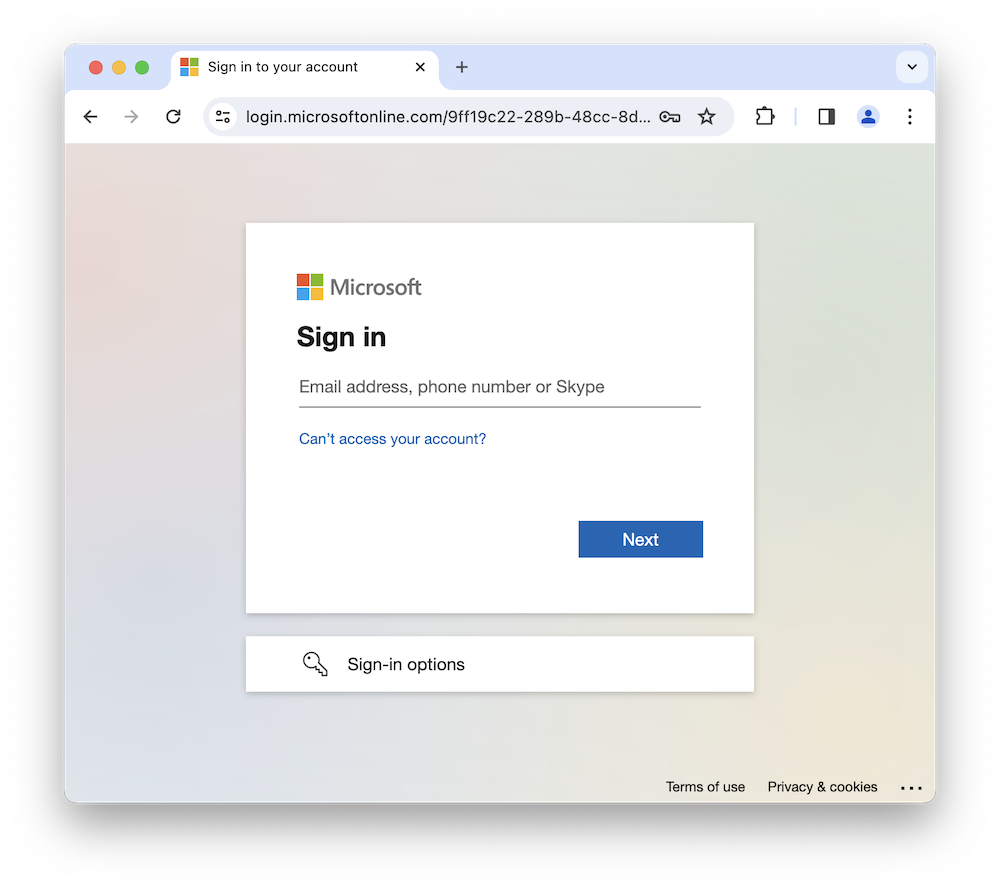 Sign in to your account
login.microsoftonline.com/9ff19c22-289b-48cc-8d...
Microsoft
Sign in
Email address, phone number or Skype
Can’t access your account?
Next
Sign-in options
Terms of use Privacy & cookies ...